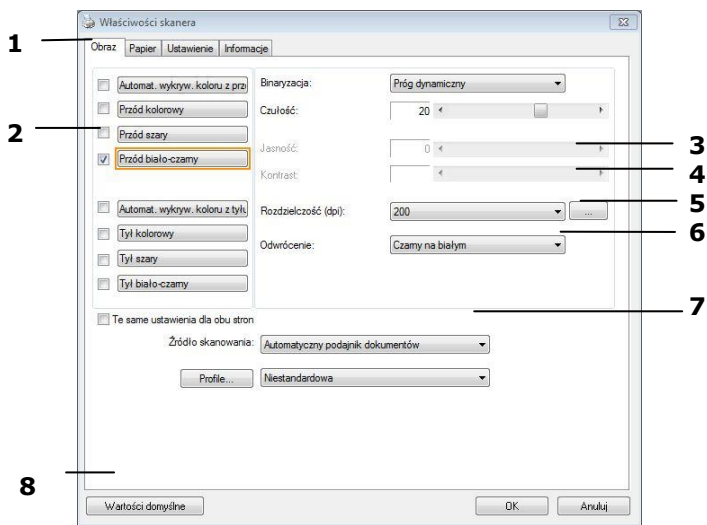 Właściwości skanera
1
Obraz Papier Ustawienie Informacje
Automat. wykryw. koloru z prze
Binaryzacja: Próg dynamiczny
Przód kolorowy
Czułość: 20
2
Przód szary
Jasność: 0
3
Przód biało-czarny
Kontrast:
4
Automat. wykryw. koloru z tyłu
Rozdzielczość (dpi): 200 ...
5
Tył kolorowy
6
Odwrócenie: Czarny na białym
Tył szary
Tył biało-czarny
7
Te same ustawienia dla obu stron
Źródło skanowania: Automatyczny podajnik dokumentów
Profile... Niestandardowa
8
Wartości domyślne OK Anuluj